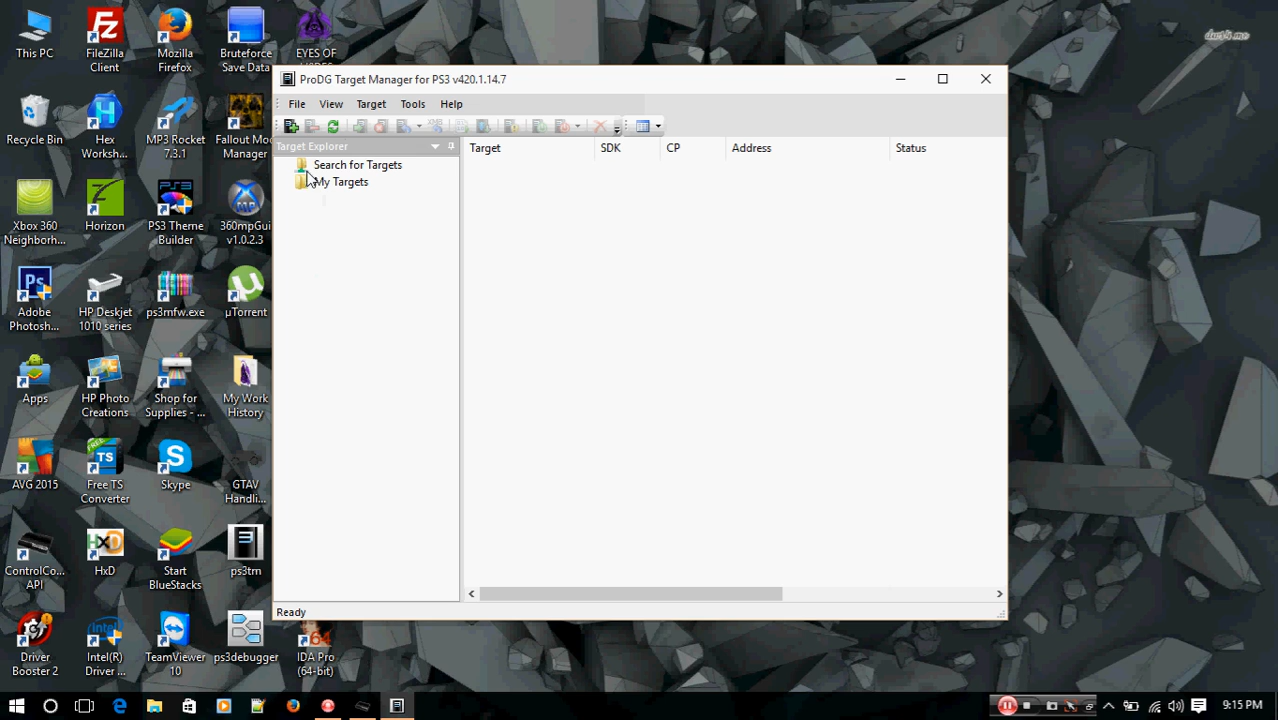 This PC
FileZilla
Client
Mozilla
Firefox
Bruteforce
Save Data
EYES OF
Recycle Bin
Hex
Worksh...
MP3 Rocket
7.3.1
Fallout Mod
Manager
Xbox 360
Neighborh...
Horizon
PS3 Theme
Builder
360mpGui
v1.0.2.3
Adobe
Photosh...
HP Deskjet
1010 series
ps3mfw.exe
µTorrent
Apps
HP Photo
Creations
Shop for
Supplies - ...
My Work
History
AVG 2015
Free TS
Converter
Skype
GTAV
Handli...
ControlCo...
API
HxD
Start
BlueStacks
ps3tm
Driver
Booster 2
Intel(R)
Driver ...
TeamViewer
10
ps3debugger
IDA Pro
(64-bit)
ProDG Target Manager for PS3 v420.1.14.7
File View Target Tools Help
Target Explorer
Search for Targets
My Targets
Target SDK CP Address Status
Ready
9:15 PM